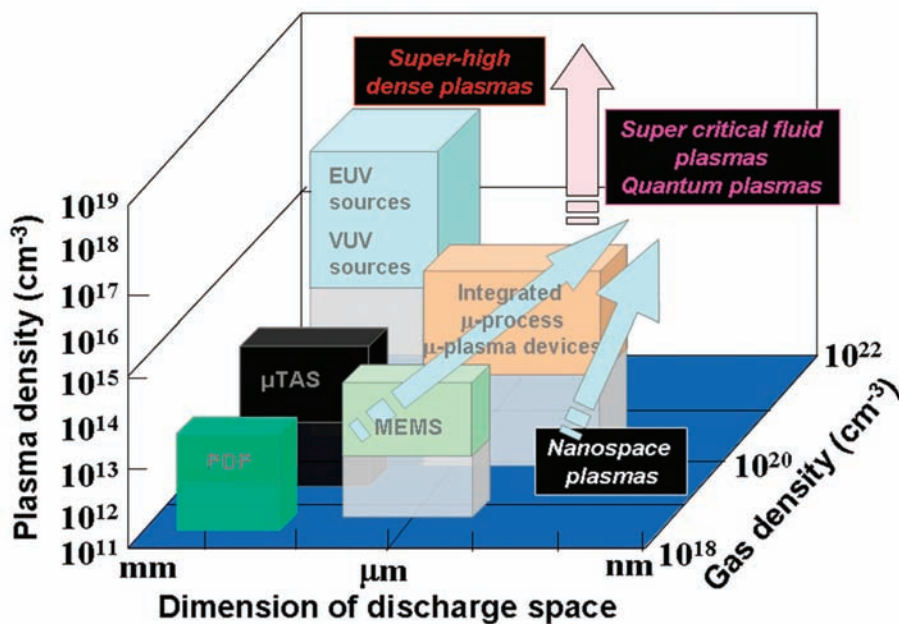 Super-high
dense plasmas
Super critical fluid
plasmas
Quantum plasmas
EUV
sources
VUV
sources
Integrated
μ-process
μ-plasma devices
μTAS
MEMS
PDP
Nanospace
plasmas
Plasma density (cm⁻³)
10¹⁹
10¹⁸
10¹⁷
10¹⁶
10¹⁵
10¹⁴
10¹³
10¹²
10¹¹
mm
μm
nm
Dimension of discharge space
10¹⁸
10²⁰
10²²
Gas density (cm⁻³)